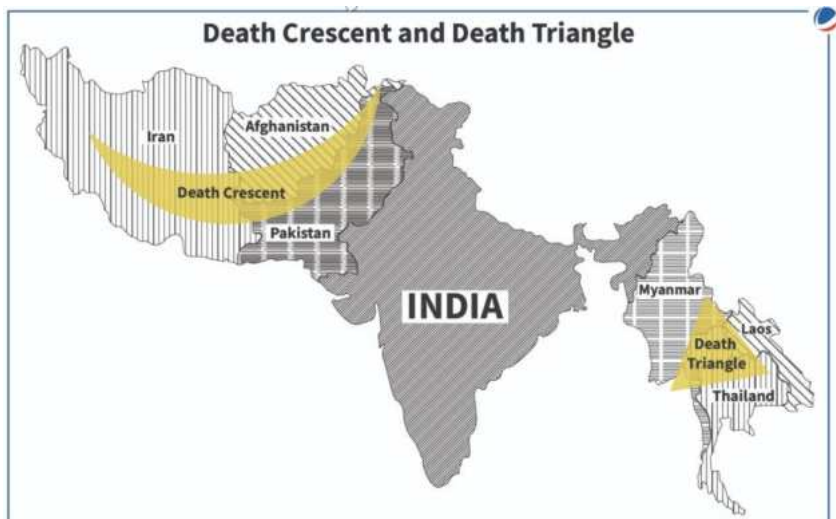 Death Crescent and Death Triangle
Iran
Afghanistan
Death Crescent
Pakistan
INDIA
Myanmar
Laos
Death
Triangle
Thailand